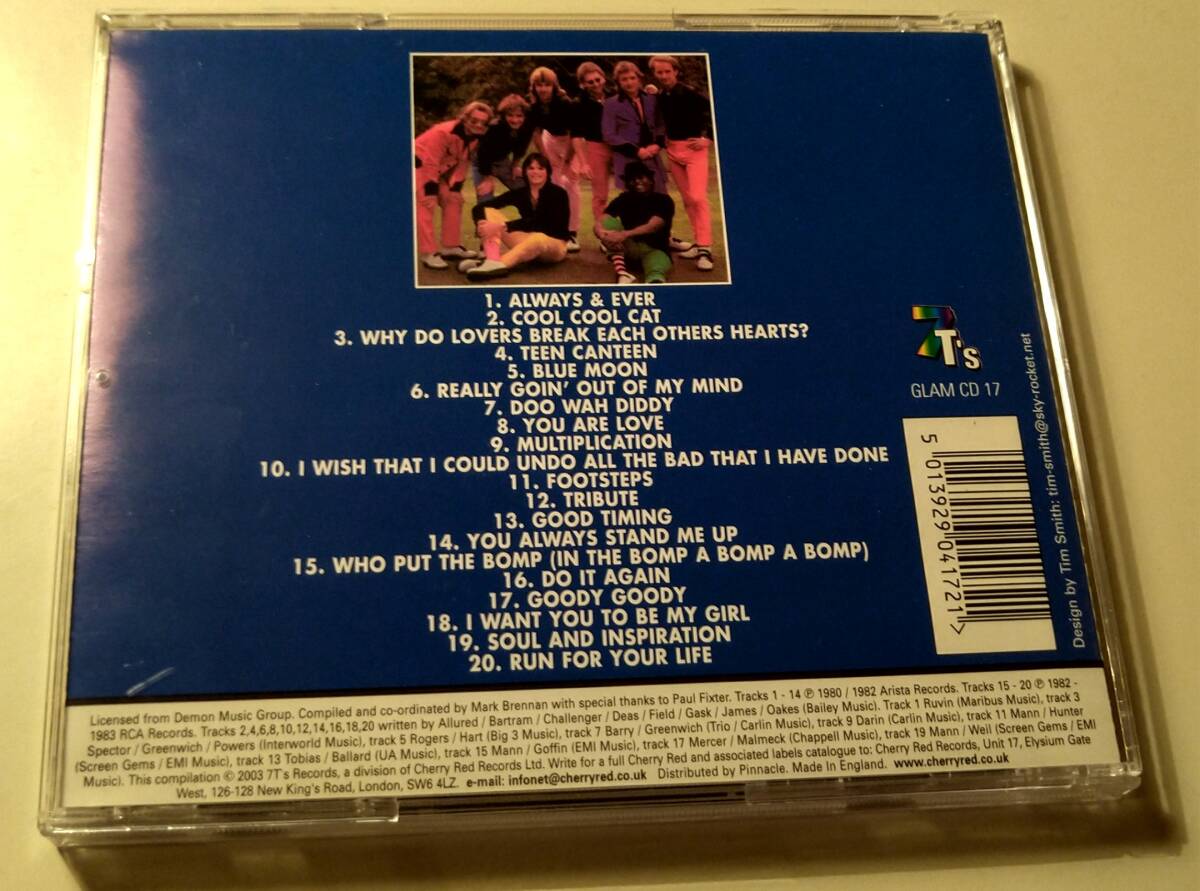 1. ALWAYS & EVER
2. COOL COOL CAT
3. WHY DO LOVERS BREAK EACH OTHERS HEARTS?
4. TEEN CANTEEN
5. BLUE MOON
6. REALLY GOIN' OUT OF MY MIND
7. DOO WAH DIDDY
8. YOU ARE LOVE
9. MULTIPLICATION
10. I WISH THAT I COULD UNDO ALL THE BAD THAT I HAVE DONE
11. FOOTSTEPS
12. TRIBUTE
13. GOOD TIMING
14. YOU ALWAYS STAND ME UP
15. WHO PUT THE BOMP (IN THE BOMP A BOMP A BOMP)
16. DO IT AGAIN
17. GOODY GOODY
18. I WANT YOU TO BE MY GIRL
19. SOUL AND INSPIRATION
20. RUN FOR YOUR LIFE
7T's
GLAM CD 17
5 013929 041721 >
Design by Tim Smith: tim-smith@sky-rocket.net
Licensed from Demon Music Group. Compiled and co-ordinated by Mark Brennan with special thanks to Paul Fixter. Tracks 1 - 14 ℗ 1980 / 1982 Arista Records. Tracks 15 - 20 ℗ 1982 -
1983 RCA Records. Tracks 2,4,6,8,10,12,14,16,18,20 written by Allured / Bartram / Challenger / Deas / Field / Gask / James / Oakes (Bailey Music). Track 1 Ruvin (Maribus Music), track 3
Spector / Greenwich / Powers (Interworld Music), track 5 Rogers / Hart (Big 3 Music), track 7 Barry / Greenwich (Trio / Carlin Music), track 9 Darin (Carlin Music), track 11 Mann / Hunter
(Screen Gems / EMI Music), track 13 Tobias / Ballard (UA Music), track 15 Mann / Goffin (EMI Music), track 17 Mercer / Malmeck (Chappell Music), track 19 Mann / Weil (Screen Gems / EMI
Music). This compilation © 2003 7T's Records, a division of Cherry Red Records Ltd. Write for a full Cherry Red and associated labels catalogue to: Cherry Red Records, Unit 17, Elysium Gate
West, 126-128 New King's Road, London, SW6 4LZ. e-mail: infonet@cherryred.co.uk Distributed by Pinnacle. Made In England. www.cherryred.co.uk